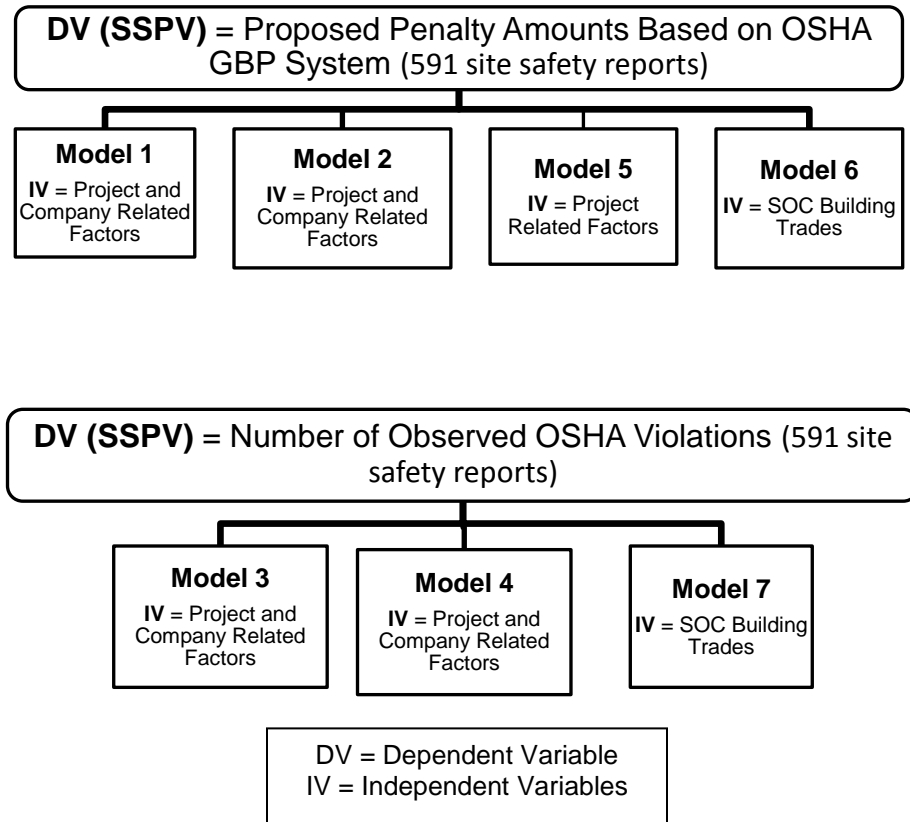 DV (SSPV) = Proposed Penalty Amounts Based on OSHA
GBP System (591 site safety reports)
Model 1
IV = Project and
Company Related
Factors
Model 2
IV = Project and
Company Related
Factors
Model 5
IV = Project
Related Factors
Model 6
IV = SOC Building
Trades
DV (SSPV) = Number of Observed OSHA Violations (591 site
safety reports)
Model 3
IV = Project and
Company Related
Factors
Model 4
IV = Project and
Company Related
Factors
Model 7
IV = SOC Building
Trades
DV = Dependent Variable
IV = Independent Variables